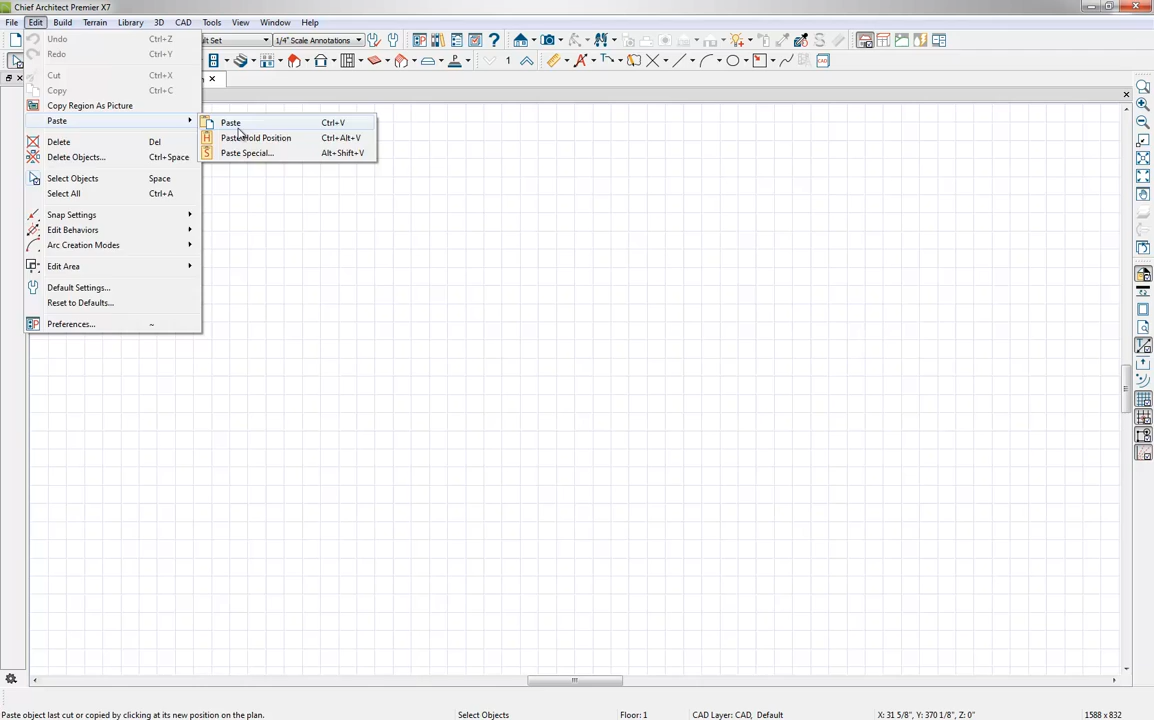 Chief Architect Premier X7
File Edit Build Terrain Library 3D CAD Tools View Window Help
Undo Ctrl+Z
ult Set 1/4" Scale Annotations
Redo Ctrl+Y
1
Cut Ctrl+X
Copy Ctrl+C
Copy Region As Picture
Paste
Paste Ctrl+V
Paste Hold Position Ctrl+Alt+V
Paste Special... Alt+Shift+V
Delete Del
Delete Objects... Ctrl+Space
Select Objects Space
Select All Ctrl+A
Snap Settings
Edit Behaviors
Arc Creation Modes
Edit Area
Default Settings...
Reset to Defaults...
Preferences... ~
Paste object last cut or copied by clicking at its new position on the plan. Select Objects Floor: 1 CAD Layer: CAD, Default X: 31 5/8", Y: 370 1/8", Z: 0" 1588 x 832